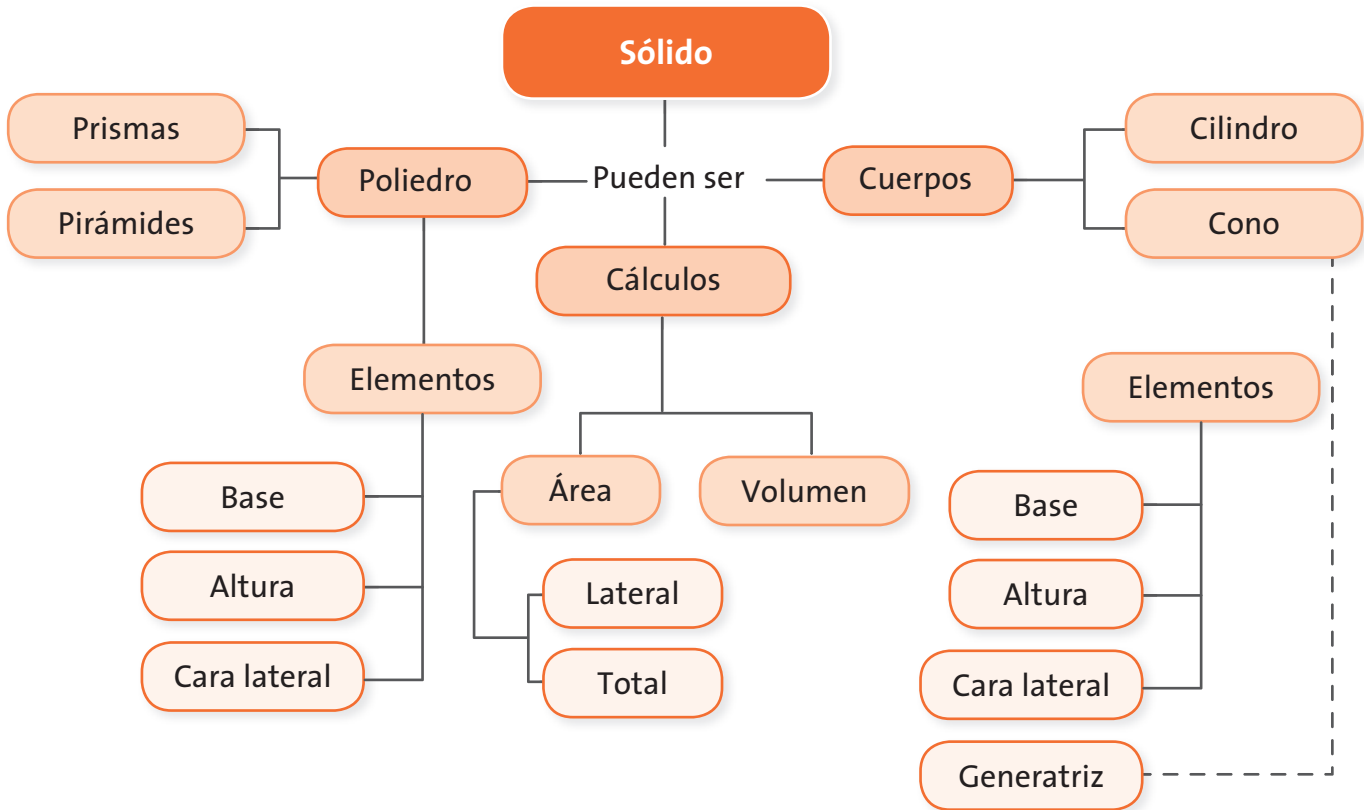 Sólido
Prismas
Pirámides
Poliedro
Pueden ser
Cuerpos
Cilindro
Cono
Cálculos
Elementos
Base
Altura
Cara lateral
Área
Volumen
Lateral
Total
Elementos
Base
Altura
Cara lateral
Generatriz